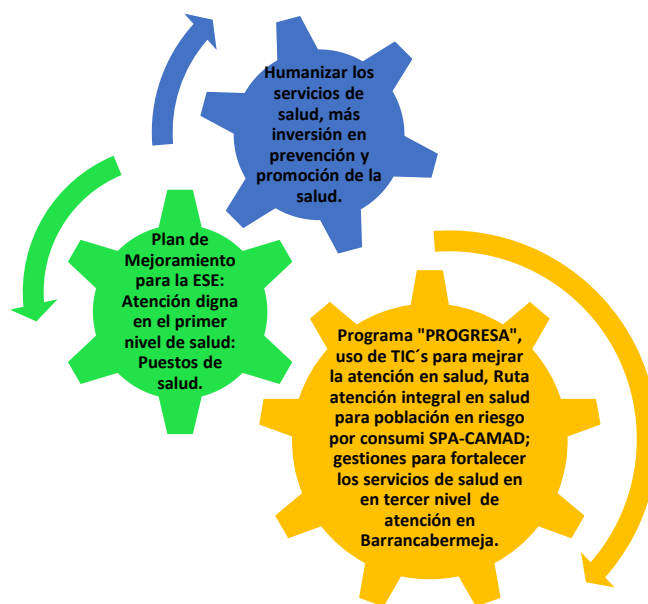 Humanizar los
servicios de
salud, más
inversión en
prevención y
promoción de la
salud.
Plan de
Mejoramiento
para la ESE:
Atención digna
en el primer
nivel de salud:
Puestos de
salud.
Programa "PROGRESA",
uso de TIC´s para mejrar
la atención en salud, Ruta
atención integral en salud
para población en riesgo
por consumi SPA-CAMAD;
gestiones para fortalecer
los servicios de salud en
en tercer nivel de
atención en
Barrancabermeja.